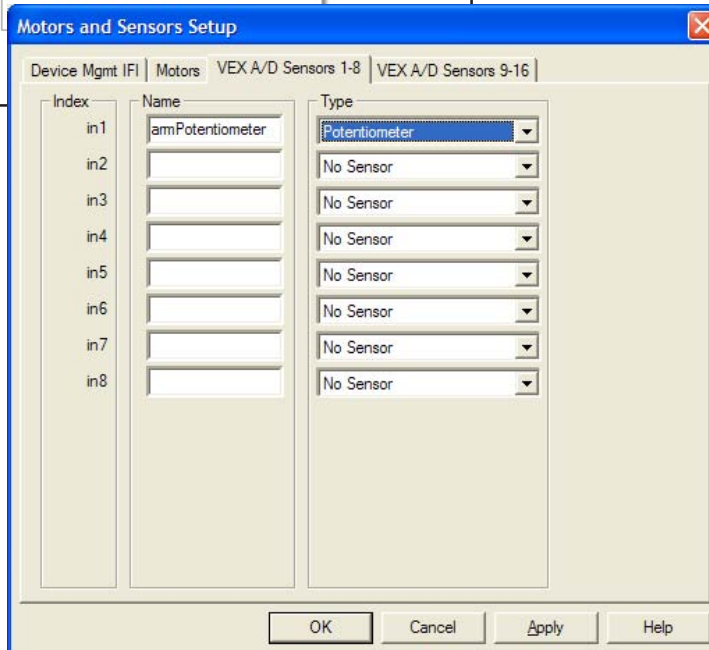 Motors and Sensors Setup
Device Mgmt IFI Motors VEX A/D Sensors 1-8 VEX A/D Sensors 9-16
Index Name Type
in1 armPotentiometer Potentiometer
in2 No Sensor
in3 No Sensor
in4 No Sensor
in5 No Sensor
in6 No Sensor
in7 No Sensor
in8 No Sensor
OK Cancel Apply Help